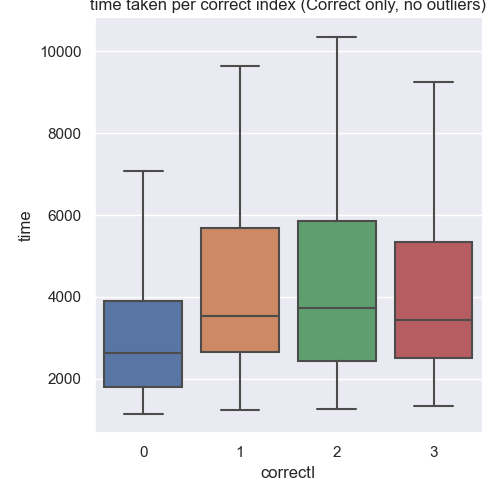 time taken per correct index (Correct only, no outliers)
10000
8000
6000
4000
2000
time
0 1 2 3
correctI